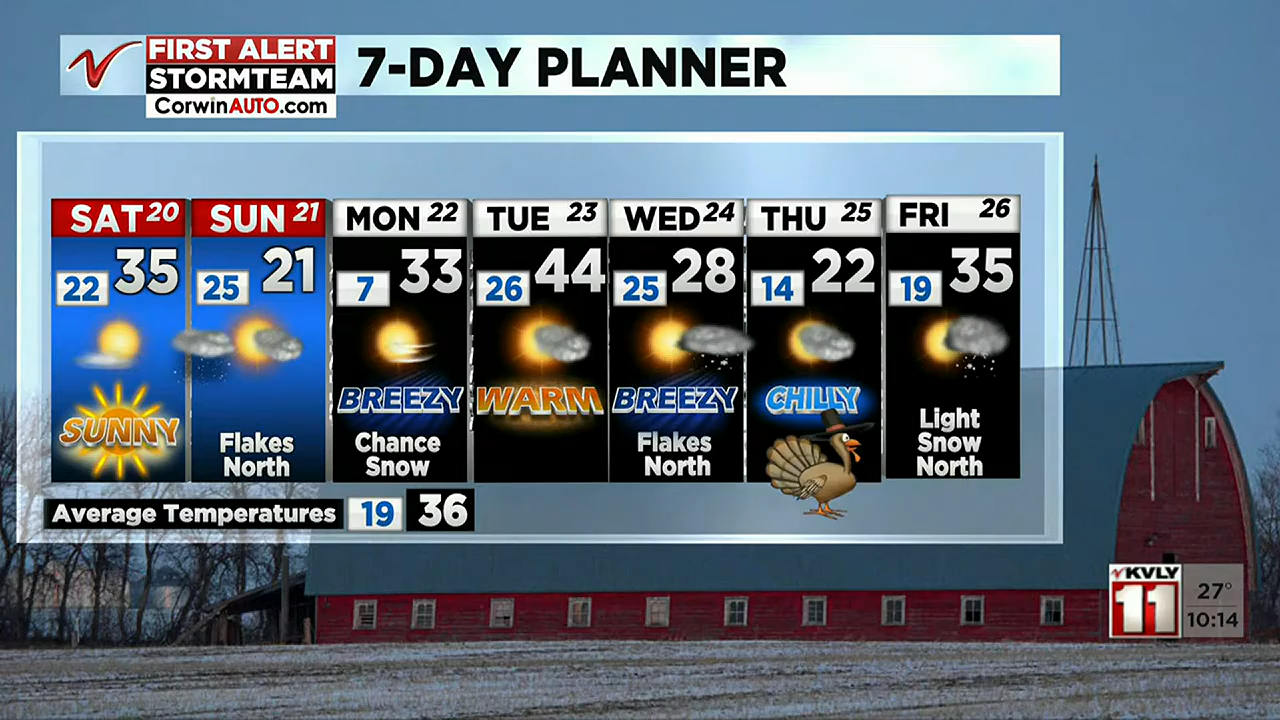 FIRST ALERT
STORMTEAM
CorwinAUTO.com
7-DAY PLANNER
SAT 20
SUN 21
MON 22
TUE 23
WED 24
THU 25
FRI 26
22 35
25 21
7 33
26 44
25 28
14 22
19 35
SUNNY
Flakes
North
BREEZY
Chance
Snow
WARM
BREEZY
Flakes
North
CHILLY
Light
Snow
North
Average Temperatures 19 36
KVLY
11
27°
10:14